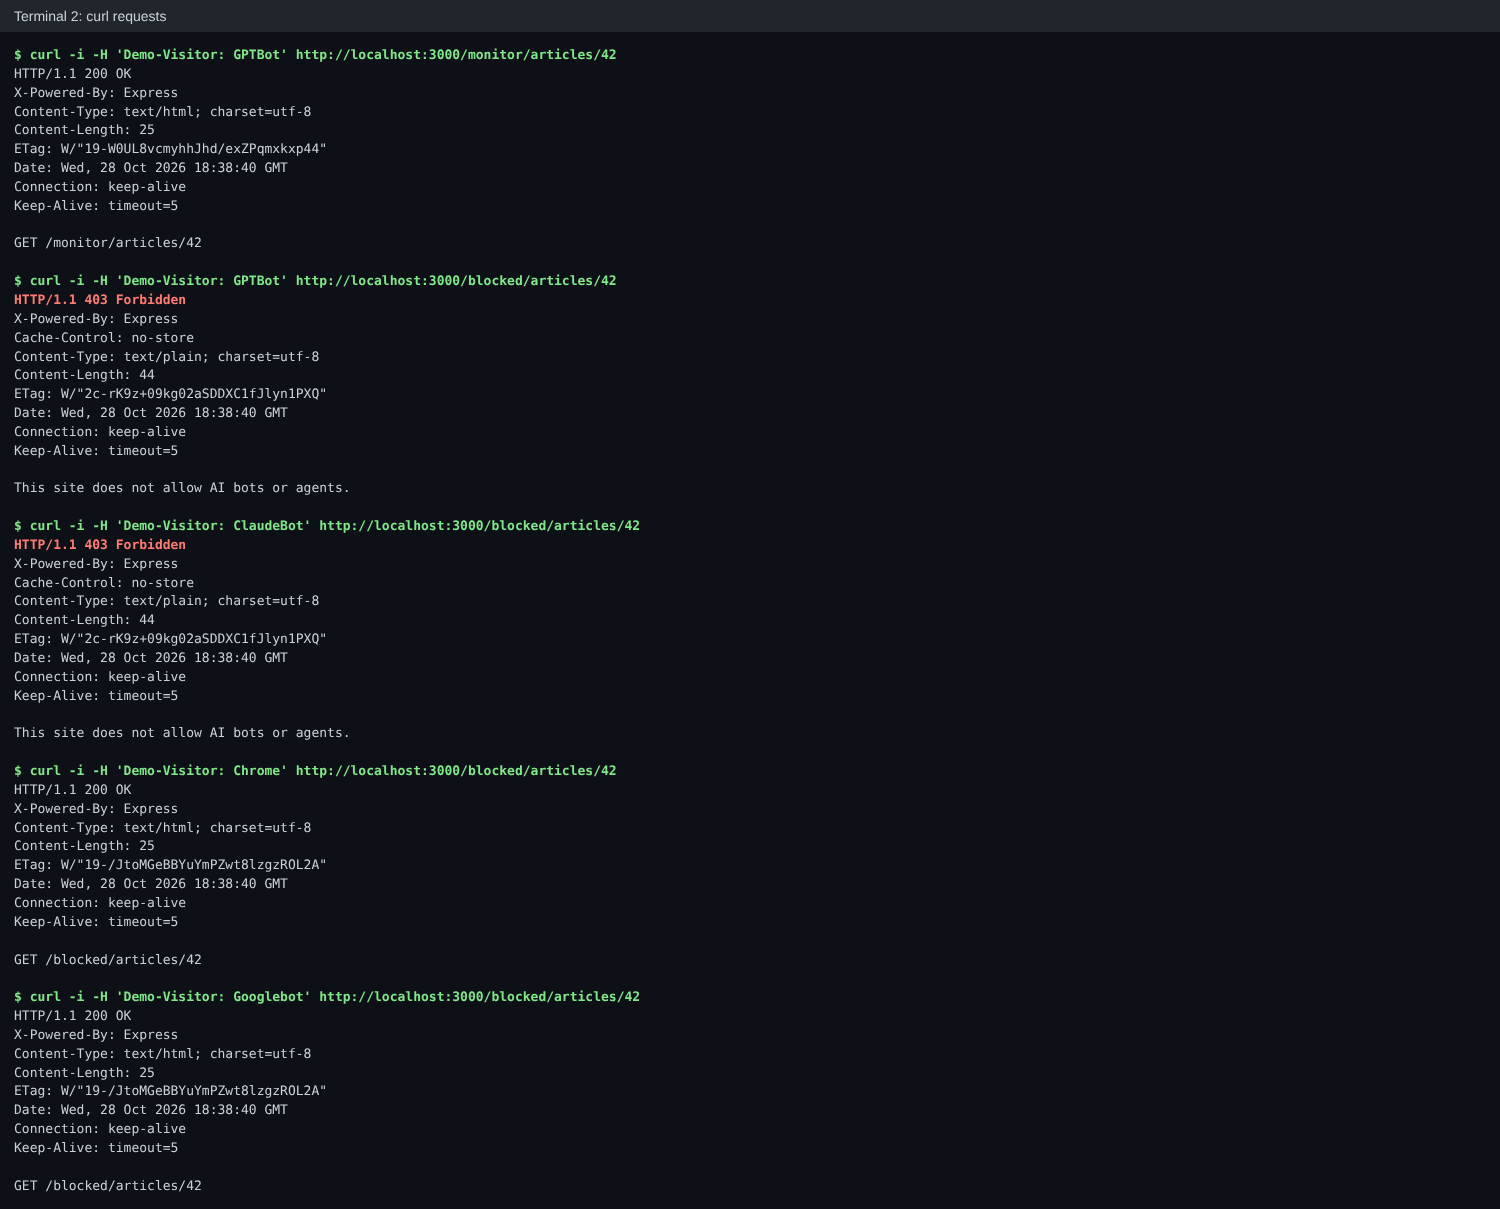 Terminal 2: curl requests
$ curl -i -H 'Demo-Visitor: GPTBot' http://localhost:3000/monitor/articles/42
HTTP/1.1 200 OK
X-Powered-By: Express
Content-Type: text/html; charset=utf-8
Content-Length: 25
ETag: W/"19-W0UL8vcmyhhJhd/exZPqmxkxp44"
Date: Wed, 28 Oct 2026 18:38:40 GMT
Connection: keep-alive
Keep-Alive: timeout=5
GET /monitor/articles/42
$ curl -i -H 'Demo-Visitor: GPTBot' http://localhost:3000/blocked/articles/42
HTTP/1.1 403 Forbidden
X-Powered-By: Express
Cache-Control: no-store
Content-Type: text/plain; charset=utf-8
Content-Length: 44
ETag: W/"2c-rK9z+09kg02aSDDXC1fJlyn1PXQ"
Date: Wed, 28 Oct 2026 18:38:40 GMT
Connection: keep-alive
Keep-Alive: timeout=5
This site does not allow AI bots or agents.
$ curl -i -H 'Demo-Visitor: ClaudeBot' http://localhost:3000/blocked/articles/42
HTTP/1.1 403 Forbidden
X-Powered-By: Express
Cache-Control: no-store
Content-Type: text/plain; charset=utf-8
Content-Length: 44
ETag: W/"2c-rK9z+09kg02aSDDXC1fJlyn1PXQ"
Date: Wed, 28 Oct 2026 18:38:40 GMT
Connection: keep-alive
Keep-Alive: timeout=5
This site does not allow AI bots or agents.
$ curl -i -H 'Demo-Visitor: Chrome' http://localhost:3000/blocked/articles/42
HTTP/1.1 200 OK
X-Powered-By: Express
Content-Type: text/html; charset=utf-8
Content-Length: 25
ETag: W/"19-/JtoMGeBBYuYmPZwt8lzgzROL2A"
Date: Wed, 28 Oct 2026 18:38:40 GMT
Connection: keep-alive
Keep-Alive: timeout=5
GET /blocked/articles/42
$ curl -i -H 'Demo-Visitor: Googlebot' http://localhost:3000/blocked/articles/42
HTTP/1.1 200 OK
X-Powered-By: Express
Content-Type: text/html; charset=utf-8
Content-Length: 25
ETag: W/"19-/JtoMGeBBYuYmPZwt8lzgzROL2A"
Date: Wed, 28 Oct 2026 18:38:40 GMT
Connection: keep-alive
Keep-Alive: timeout=5
GET /blocked/articles/42